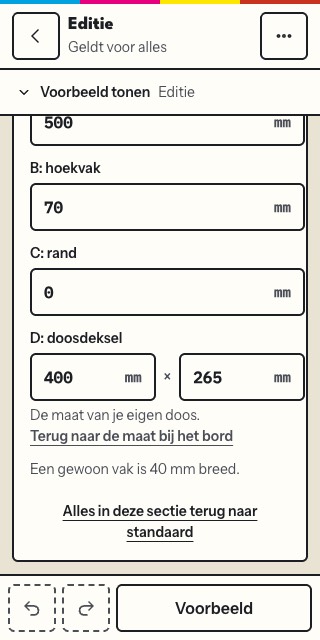 Editie
Geldt voor alles
Voorbeeld tonen Editie
500 mm
B: hoekvak
70 mm
C: rand
0 mm
D: doosdeksel
400 mm × 265 mm
De maat van je eigen doos.
Terug naar de maat bij het bord
Een gewoon vak is 40 mm breed.
Alles in deze sectie terug naar
standaard
Voorbeeld